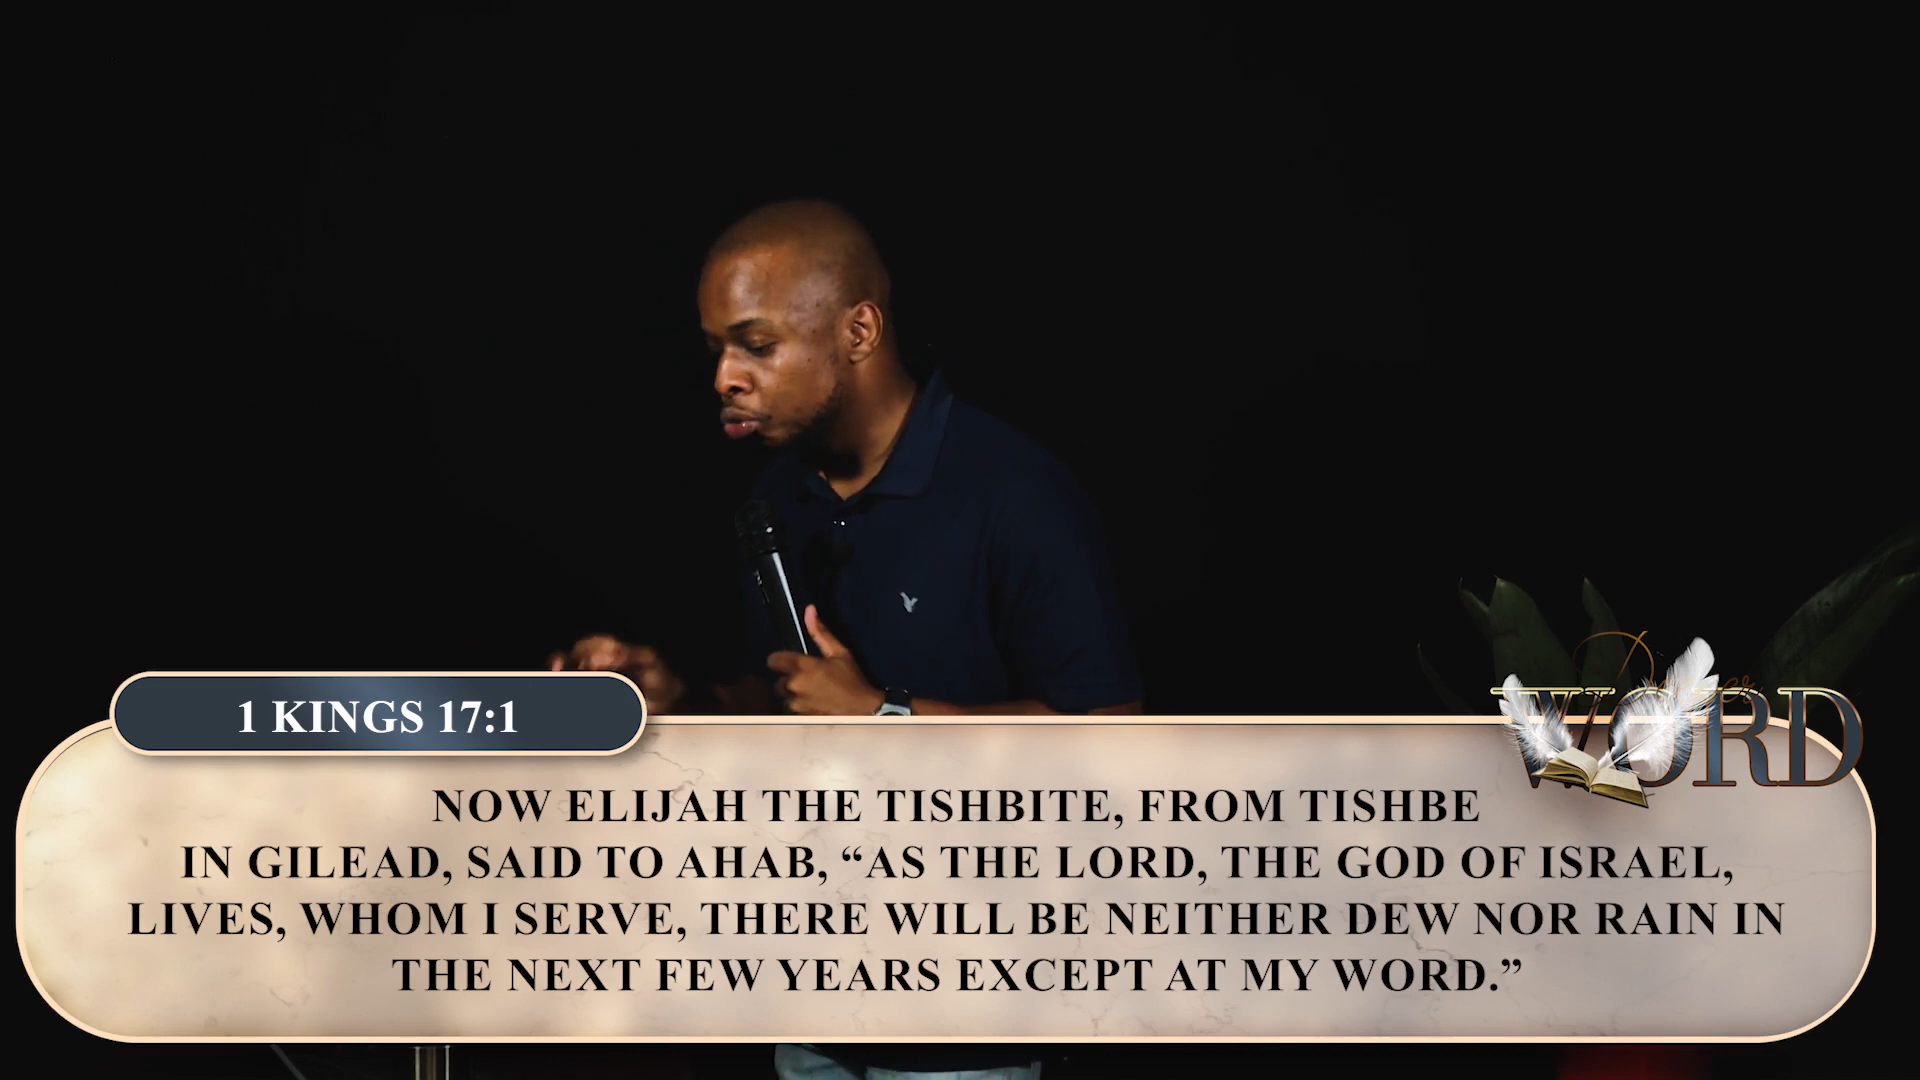 1 KINGS 17:1
WORD
NOW ELIJAH THE TISHBITE, FROM TISHBE
IN GILEAD, SAID TO AHAB, “AS THE LORD, THE GOD OF ISRAEL,
LIVES, WHOM I SERVE, THERE WILL BE NEITHER DEW NOR RAIN IN
THE NEXT FEW YEARS EXCEPT AT MY WORD.”